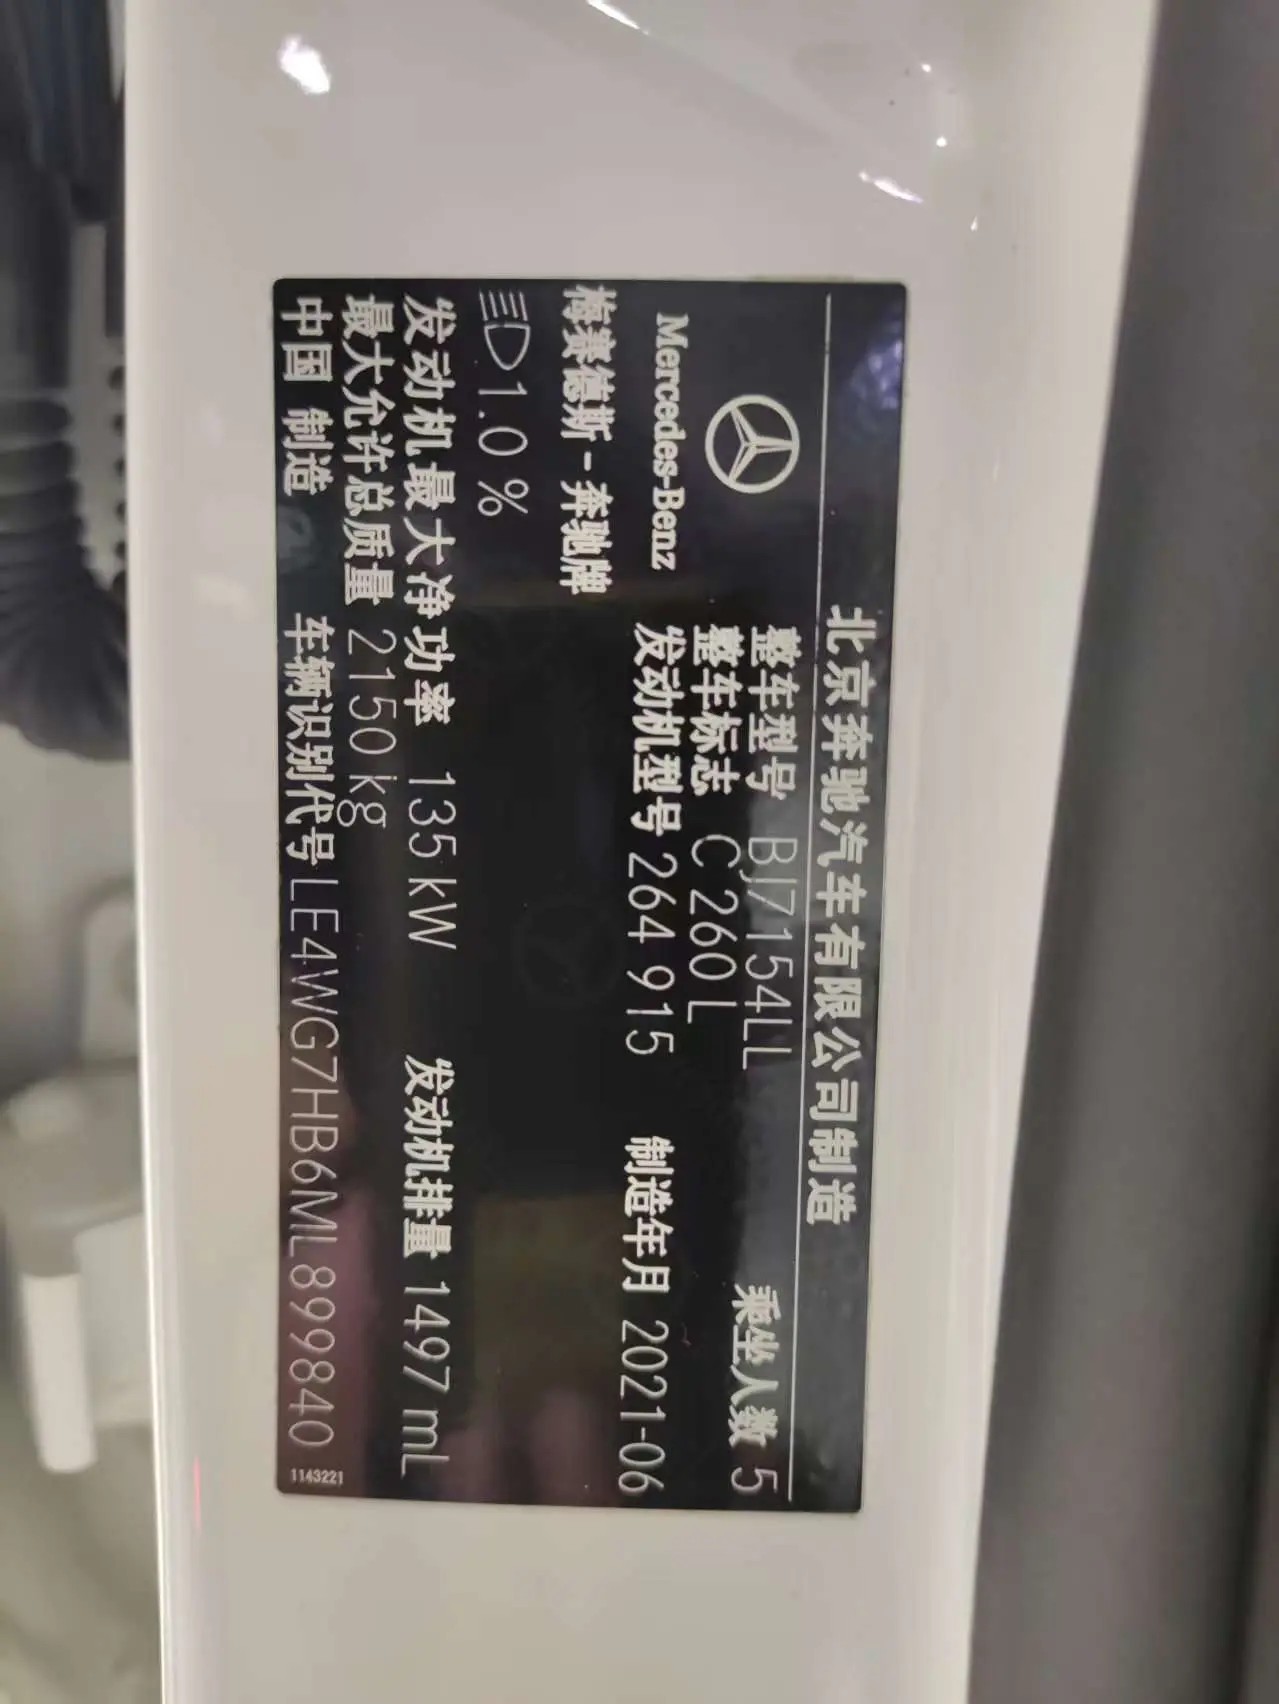 北京奔驰汽车有限公司制造
整车型号 BJ7154LL 乘坐人数 5
整车标志 C 260 L
Mercedes-Benz 发动机型号 264 915 制造年月 2021-06
梅赛德斯-奔驰牌
1.0 %
发动机最大净功率 135 kW 发动机排量 1497 mL
最大允许总质量 2150 kg
中国 制造 车辆识别代号 LE4WG7HB6ML899840
1143221